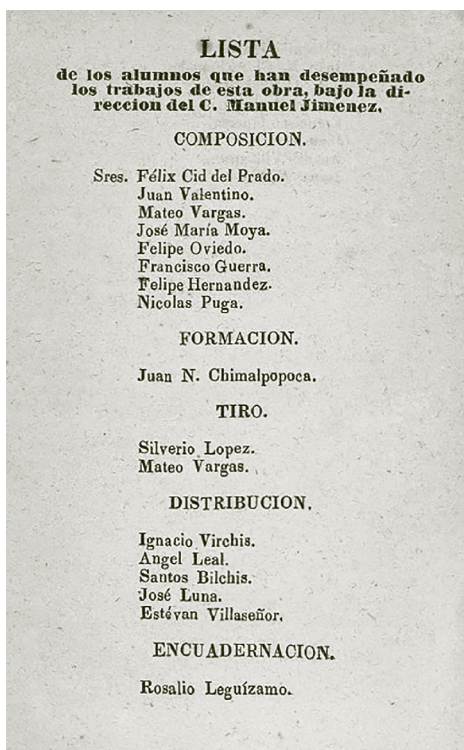 LISTA
de los alumnos que han desempeñado
los trabajos de esta obra, bajo la di-
reccion del C. Manuel Jimenez.
COMPOSICION.
Sres. Félix Cid del Prado.
Juan Valentino.
Mateo Vargas.
José María Moya.
Felipe Oviedo.
Francisco Guerra.
Felipe Hernandez.
Nicolas Puga.
FORMACION.
Juan N. Chimalpopoca.
TIRO.
Silverio Lopez.
Mateo Vargas.
DISTRIBUCION.
Ignacio Virchis.
Angel Leal.
Santos Bilchis.
José Luna.
Estévan Villaseñor.
ENCUADERNACION.
Rosalio Leguízamo.